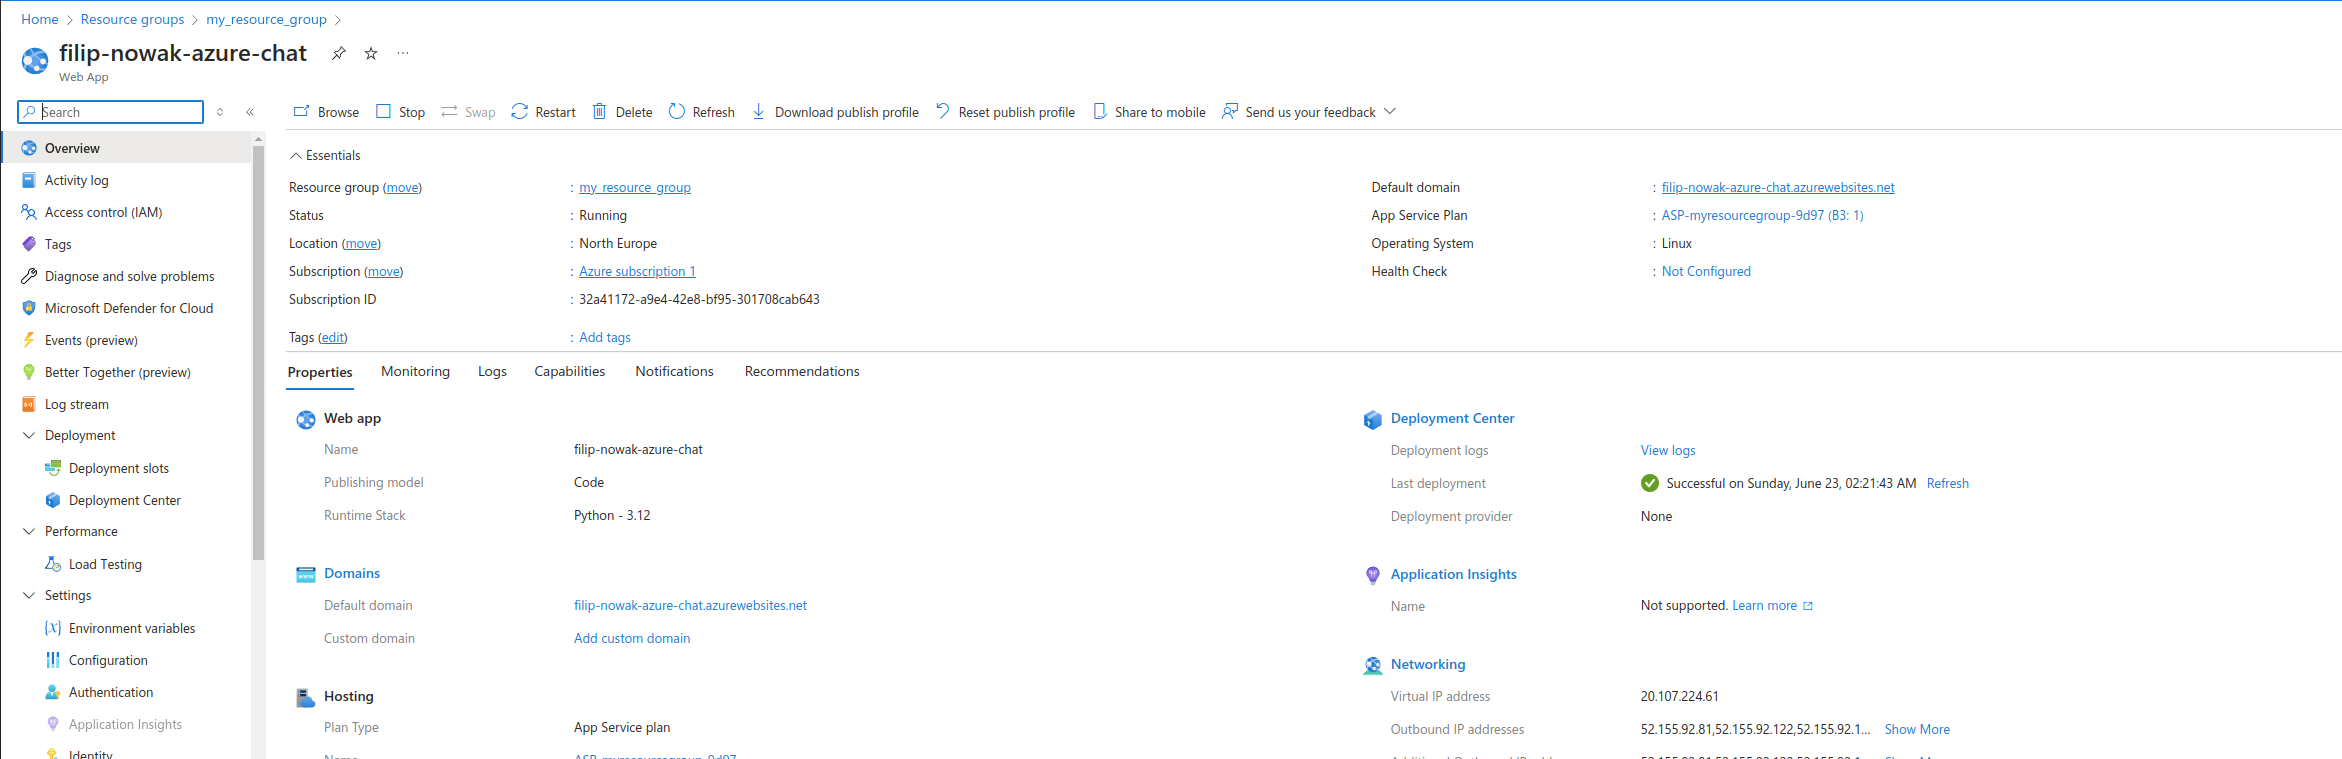 Home > Resource groups > my_resource_group >
filip-nowak-azure-chat ...
Web App
Search
Overview
Activity log
Access control (IAM)
Tags
Diagnose and solve problems
Microsoft Defender for Cloud
Events (preview)
Better Together (preview)
Log stream
Deployment
Deployment slots
Deployment Center
Performance
Load Testing
Settings
Environment variables
Configuration
Authentication
Application Insights
Identity
Browse Stop Swap Restart Delete Refresh Download publish profile Reset publish profile Share to mobile Send us your feedback
Essentials
Resource group (move) : my_resource_group
Status : Running
Location (move) : North Europe
Subscription (move) : Azure subscription 1
Subscription ID : 32a41172-a9e4-42e8-bf95-301708cab643
Tags (edit) : Add tags
Default domain : filip-nowak-azure-chat.azurewebsites.net
App Service Plan : ASP-myresourcegroup-9d97 (B3: 1)
Operating System : Linux
Health Check : Not Configured
Properties Monitoring Logs Capabilities Notifications Recommendations
Web app
Name filip-nowak-azure-chat
Publishing model Code
Runtime Stack Python - 3.12
Domains
Default domain filip-nowak-azure-chat.azurewebsites.net
Custom domain Add custom domain
Hosting
Plan Type App Service plan
Name ASP-myresourcegroup-9d97
Deployment Center
Deployment logs View logs
Last deployment Successful on Sunday, June 23, 02:21:43 AM Refresh
Deployment provider None
Application Insights
Name Not supported. Learn more
Networking
Virtual IP address 20.107.224.61
Outbound IP addresses 52.155.92.81,52.155.92.122,52.155.92.1... Show More